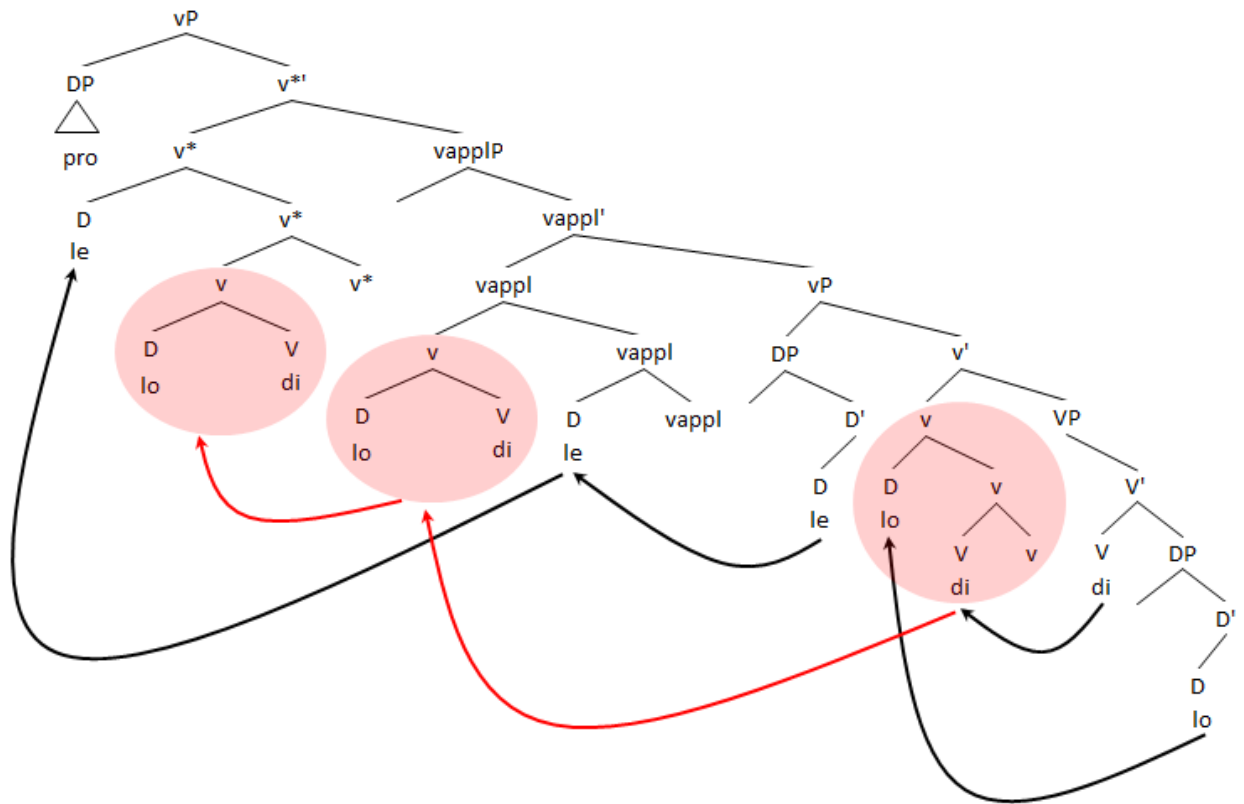 vP
DP v*'
pro v* vapplP
D v* vappl'
le
v v* vappl vP
D V v vappl DP v'
lo di
D V D vappl D' v VP
lo di le
D D v V'
le lo
V v V DP
di di
D'
D
lo